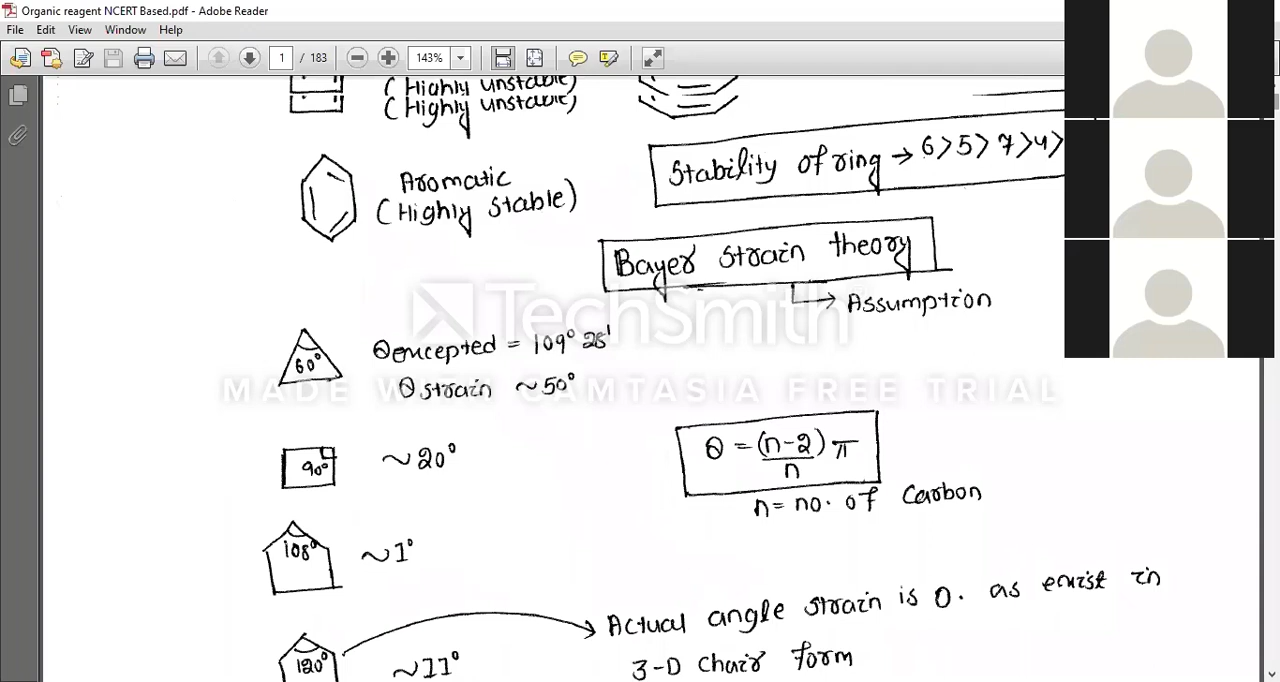 Organic reagent NCERT Based.pdf - Adobe Reader
File Edit View Window Help
1 / 183 143%
(Highly unstable)
(Highly unstable)
Aromatic
(Highly stable)
Stability of ring → 6>5>7>4>
Bayer strain theory
Assumption
TechSmith
MADE WITH CAMTASIA FREE TRIAL
60°
θexcepted = 109° 28'
θstrain ~50°
90°
~20°
θ = (n-2)π
n
n = no. of Carbon
108°
~1°
Actual angle strain is 0. as exist in
3-D chair form
120°
~11°